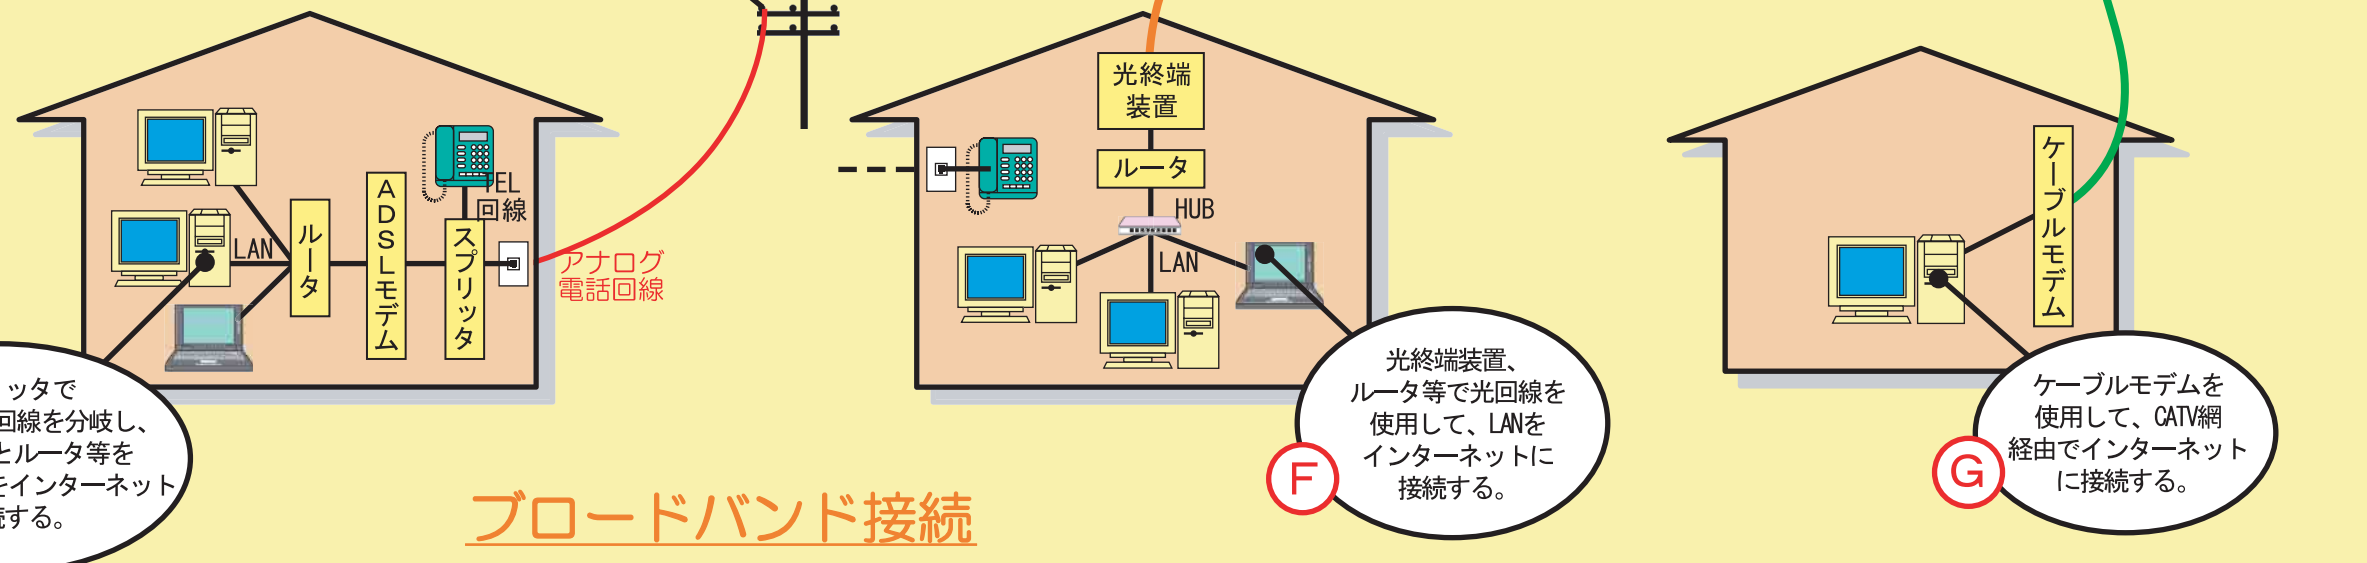 ルータ
ADSLモデム
スプリッタ
TEL
回線
LAN
アナログ
電話回線
ッタで
回線を分岐し、
とルータ等を
をインターネット
続する。
光終端
装置
ルータ
HUB
LAN
光終端装置、
ルータ等で光回線を
使用して、LANを
インターネットに
接続する。
F
ケーブルモデム
ケーブルモデムを
使用して、CATV網
経由でインターネット
に接続する。
G
ブロードバンド接続